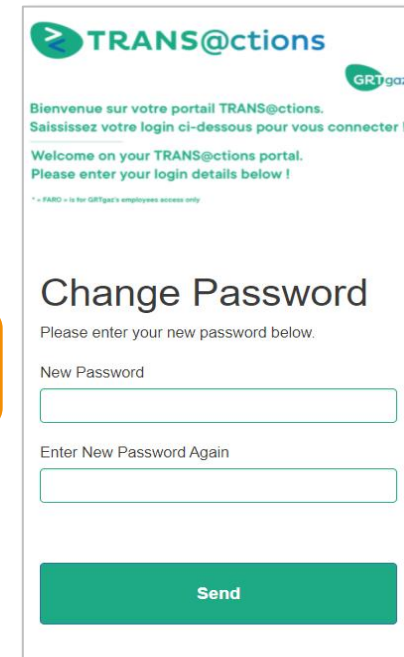 TRANS@ctions
GRTgaz
Bienvenue sur votre portail TRANS@ctions.
Saississez votre login ci-dessous pour vous connecter !
Welcome on your TRANS@ctions portal.
Please enter your login details below !
* « FARO » is for GRTgaz's employees access only
Change Password
Please enter your new password below.
New Password
Enter New Password Again
Send